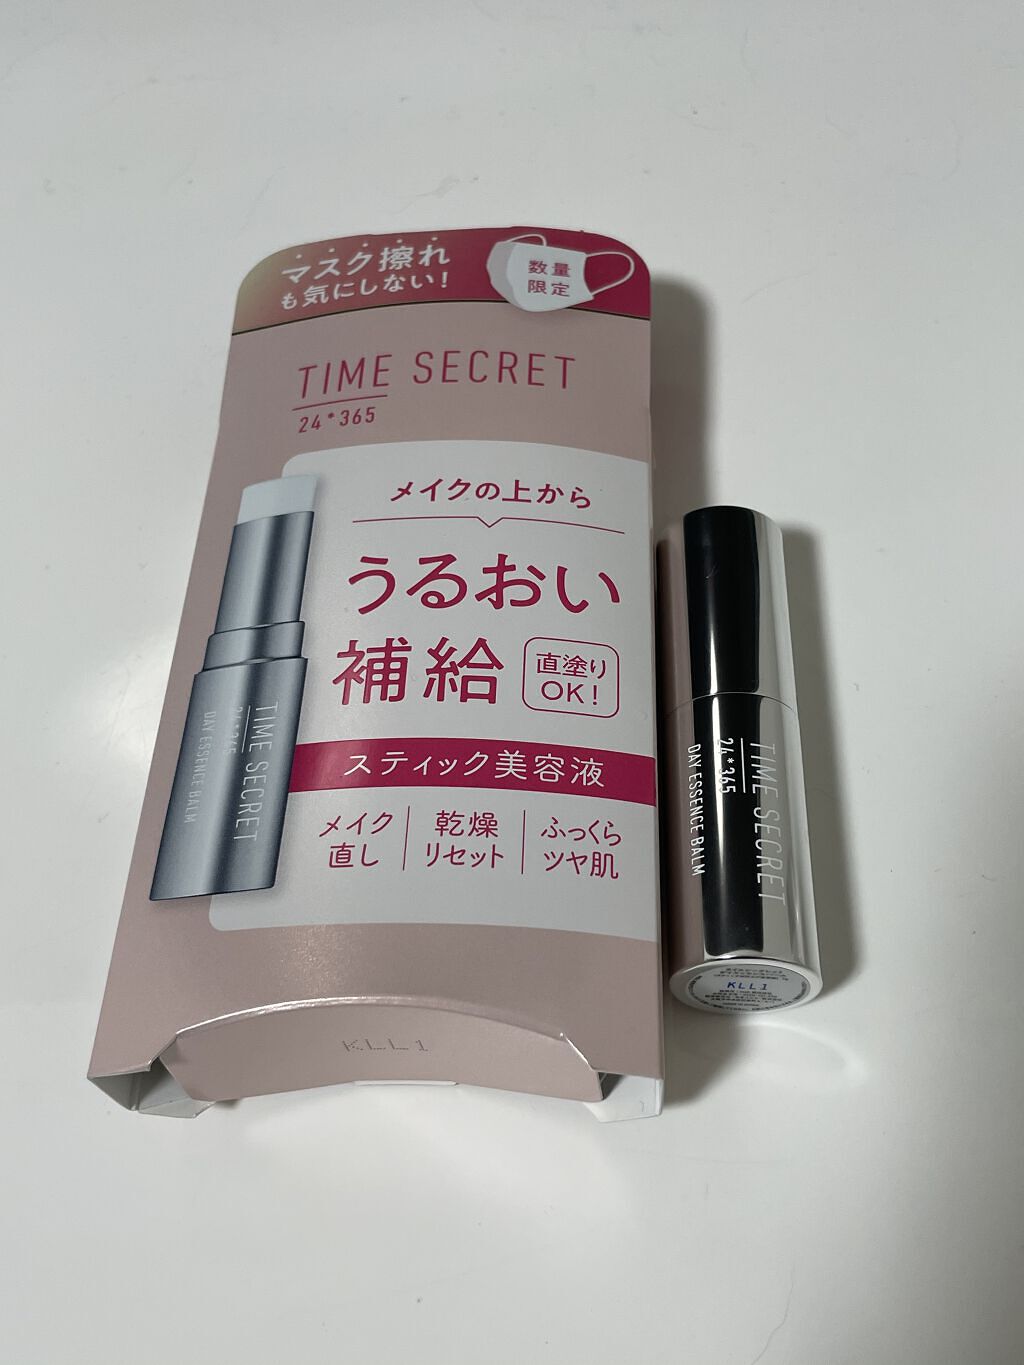 マスク擦れ
も気にしない!
数量
限定
TIME SECRET
24*365
メイクの上から
うるおい
補給
直塗り
OK!
スティック美容液
メイク
直し
乾燥
リセット
ふっくら
ツヤ肌
TIME SECRET
24*365
DAY ESSENCE BALM
KLL1
TIME SECRET
24*365
DAY ESSENCE BALM
KLL1